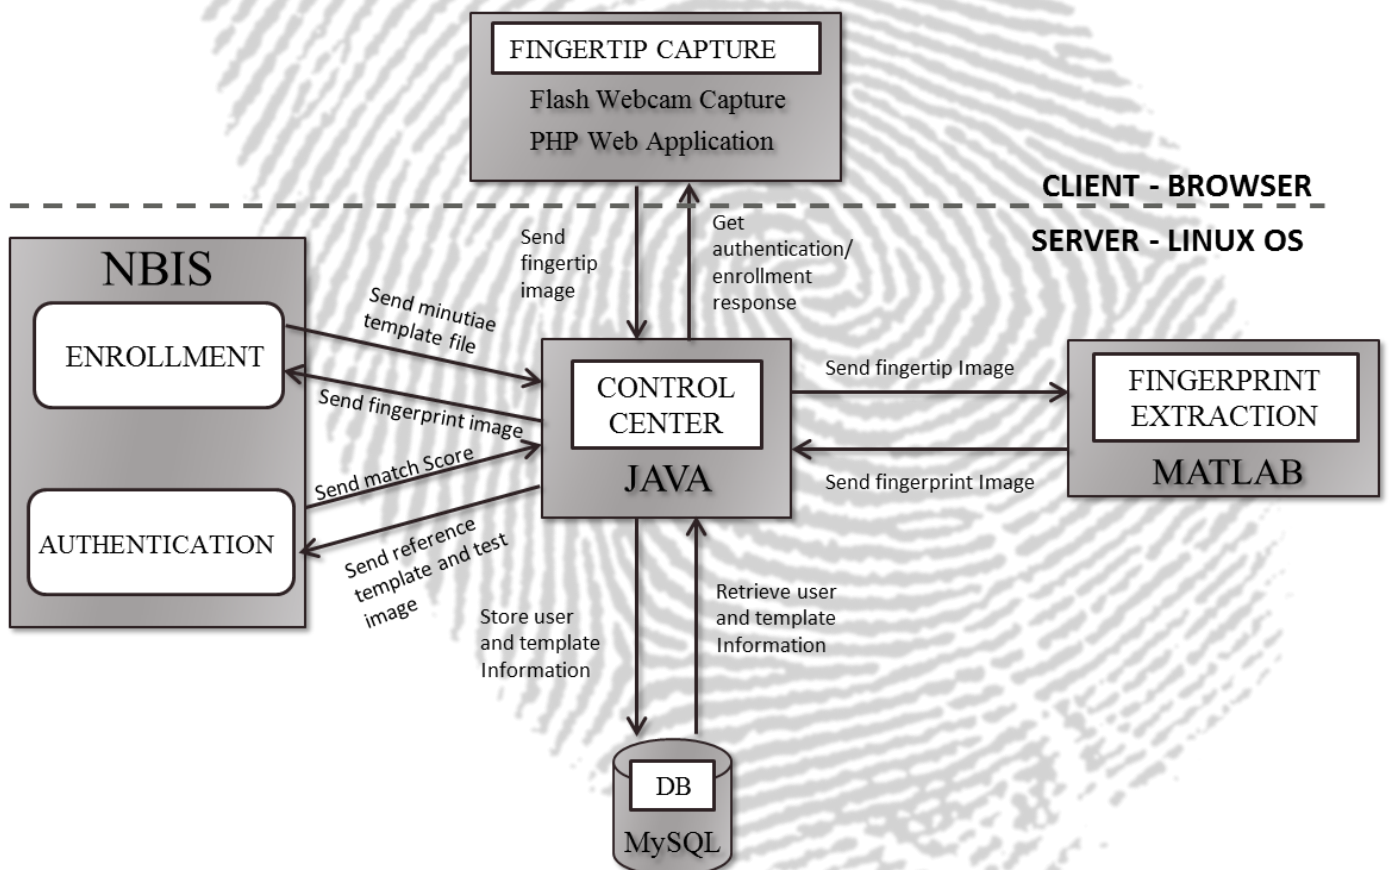 FINGERTIP CAPTURE
Flash Webcam Capture
PHP Web Application
CLIENT - BROWSER
SERVER - LINUX OS
Send
fingertip
image
Get
authentication/
enrollment
response
NBIS
ENROLLMENT
AUTHENTICATION
Send minutiae
template file
Send fingerprint image
Send match Score
Send reference
template and test
image
CONTROL
CENTER
JAVA
Send fingertip Image
Send fingerprint Image
FINGERPRINT
EXTRACTION
MATLAB
Store user
and template
Information
Retrieve user
and template
Information
DB
MySQL